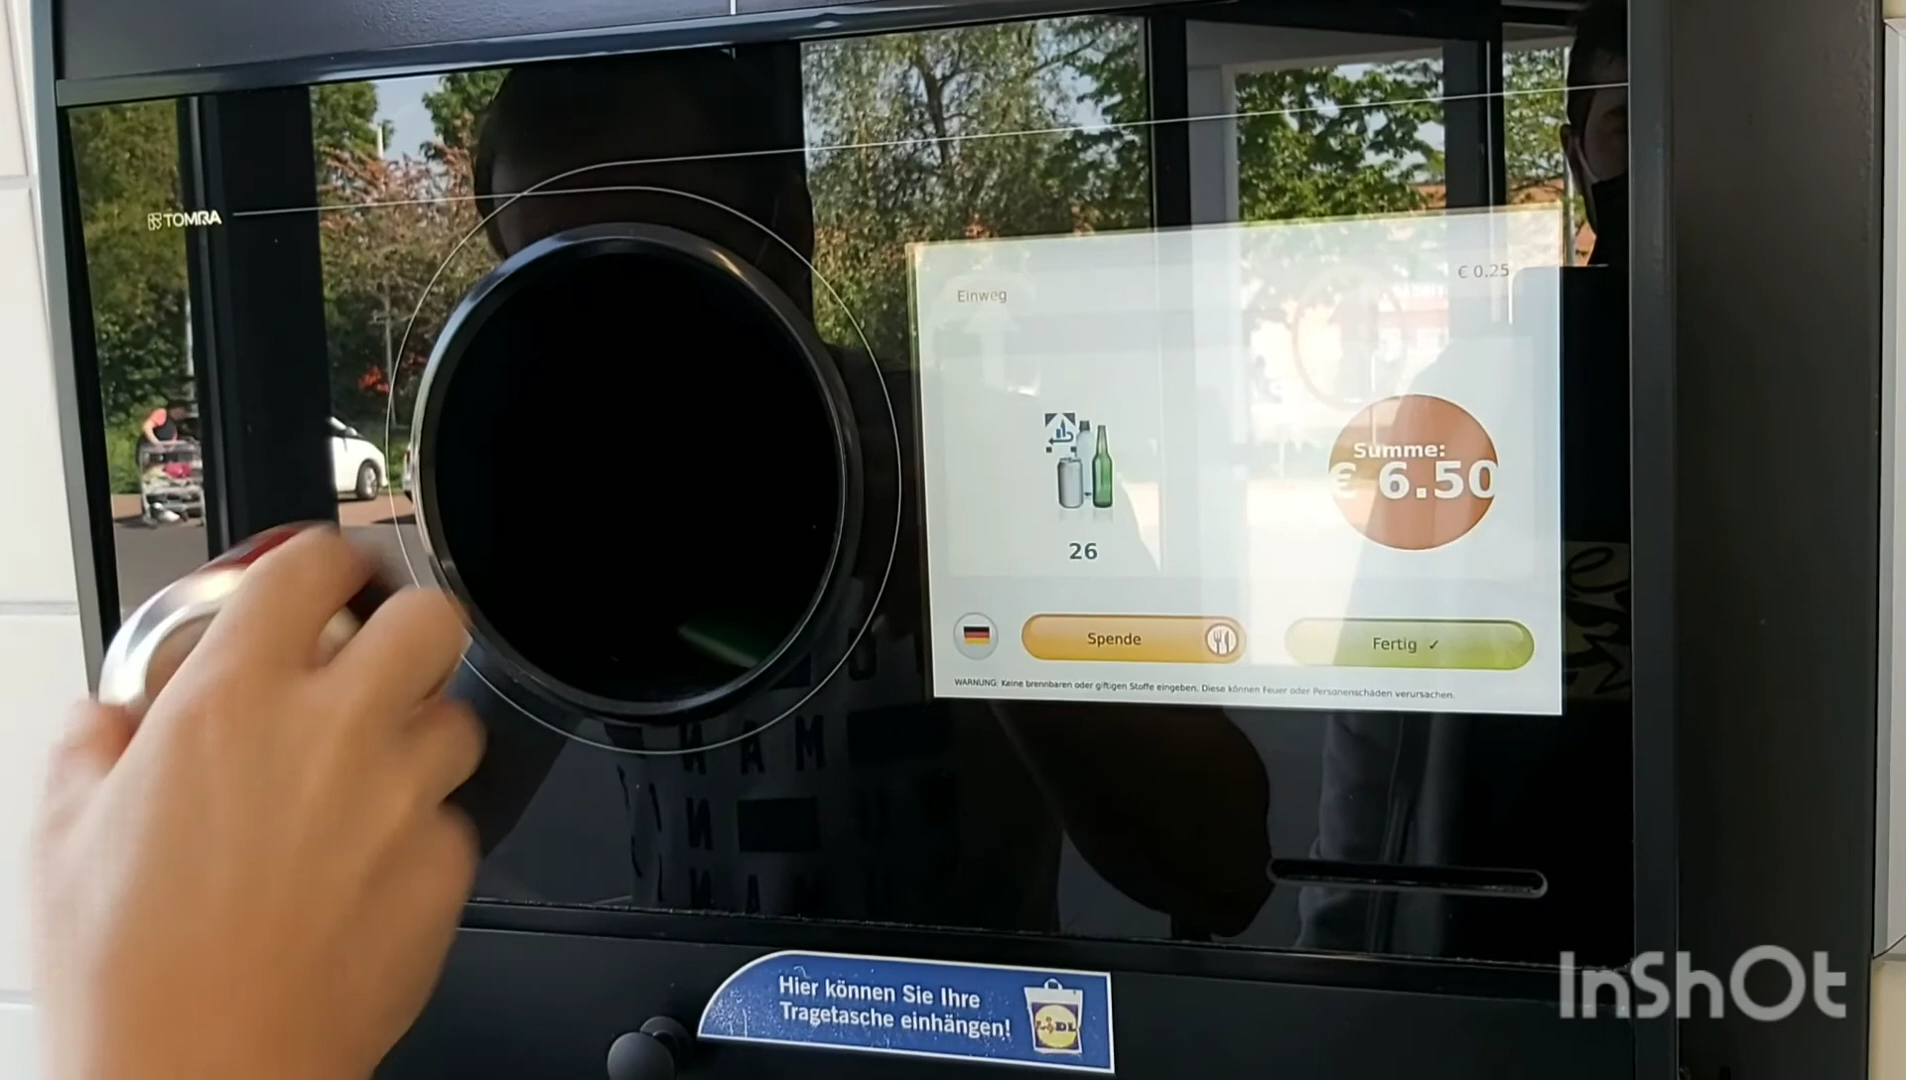 TOMRA
€ 0.25
Einweg
Summe:
€ 6.50
26
Spende
Fertig ✓
WARNUNG: Keine brennbaren oder giftigen Stoffe eingeben. Diese können Feuer oder Personenschäden verursachen.
Hier können Sie Ihre
Tragetasche einhängen!
LIDL
InShOt